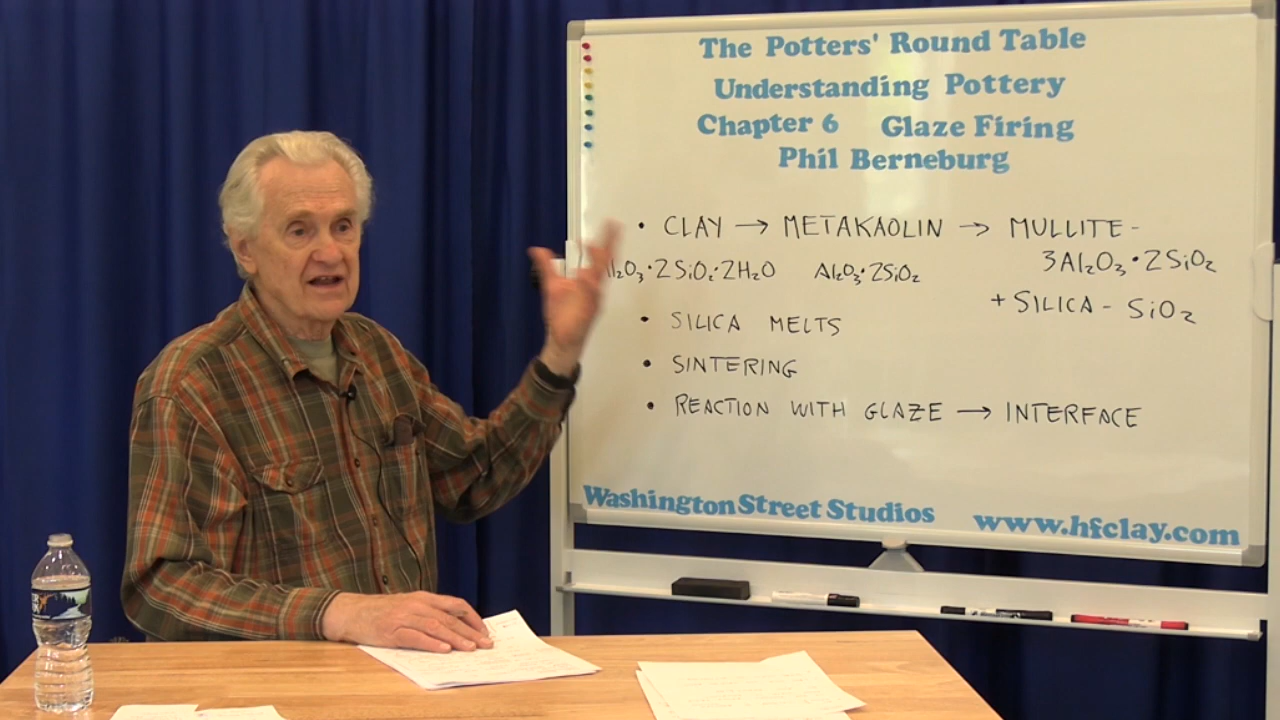 The Potters' Round Table
Understanding Pottery
Chapter 6 Glaze Firing
Phil Berneburg
• CLAY → METAKAOLIN → MULLITE -
l₂O₃·2SiO₂·2H₂O Al₂O₃·2SiO₂ 3Al₂O₃·2SiO₂
+ SILICA - SiO₂
• SILICA MELTS
• SINTERING
• REACTION WITH GLAZE → INTERFACE
Washington Street Studios www.hfclay.com